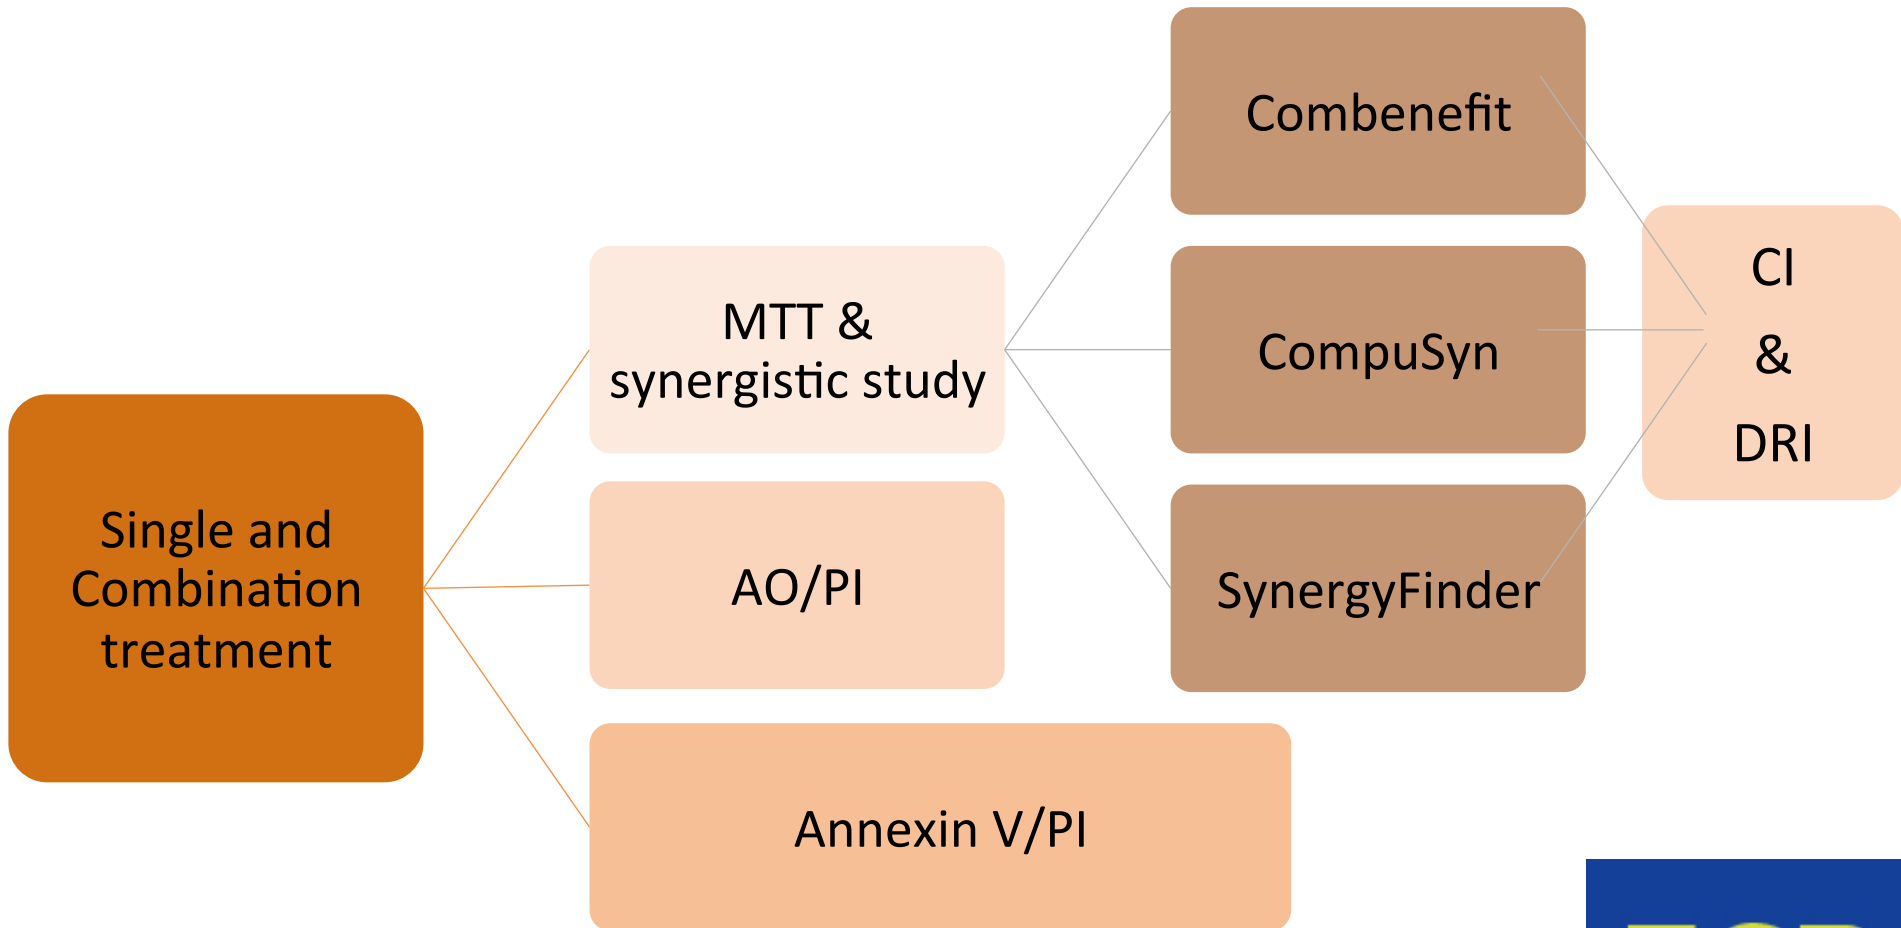 Single and
Combination
treatment
MTT &
synergistic study
AO/PI
Annexin V/PI
Combenefit
CompuSyn
SynergyFinder
CI
&
DRI